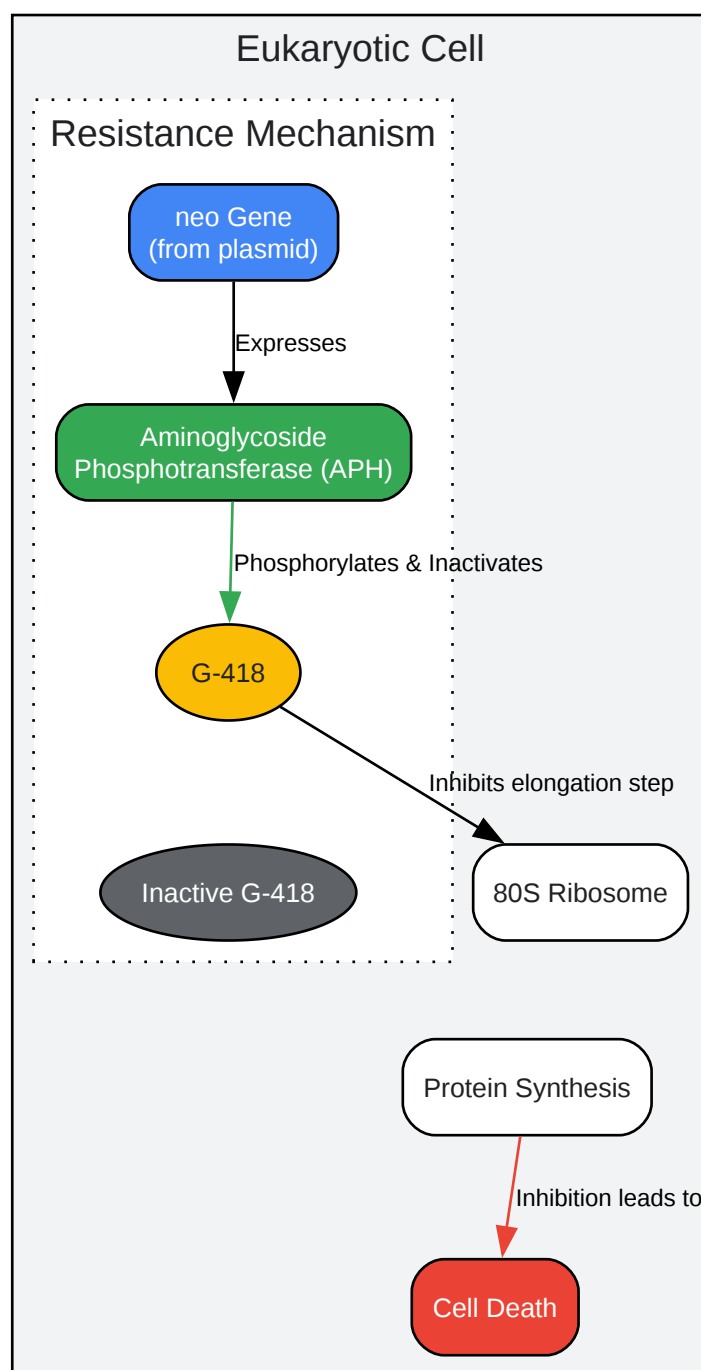 Eukaryotic Cell
Resistance Mechanism
neo Gene
(from plasmid)
Expresses
Aminoglycoside
Phosphotransferase (APH)
Phosphorylates & Inactivates
G-418
Inhibits elongation step
Inactive G-418
80S Ribosome
Protein Synthesis
Inhibition leads to
Cell Death